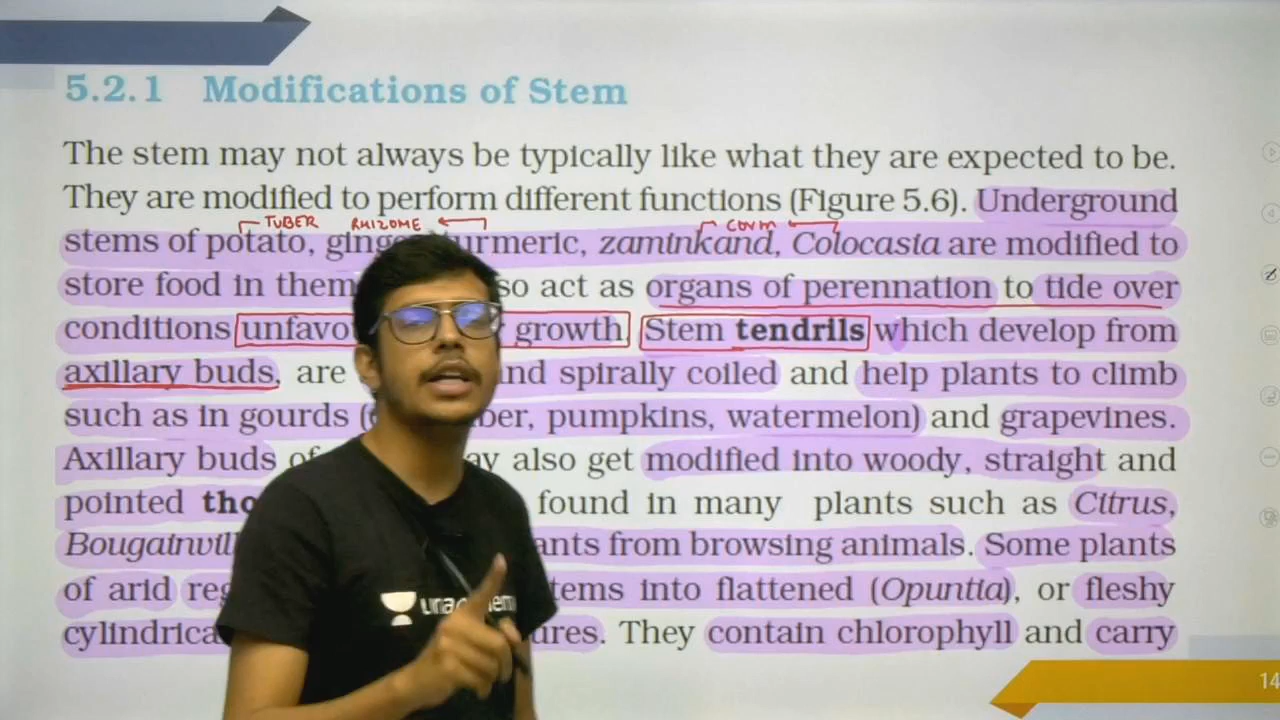 5.2.1 Modifications of Stem
The stem may not always be typically like what they are expected to be.
They are modified to perform different functions (Figure 5.6). Underground
TUBER RHIZOME CORM
stems of potato, ginge urmeric, zaminkand, Colocasia are modified to
store food in them so act as organs of perennation to tide over
conditions unfavo growth. Stem tendrils which develop from
axillary buds, are nd spirally coiled and help plants to climb
such as in gourds ( ber, pumpkins, watermelon) and grapevines.
Axillary buds of ay also get modified into woody, straight and
pointed tho found in many plants such as Citrus,
Bougainvill ants from browsing animals. Some plants
of arid reg tems into flattened (Opuntia), or fleshy
cylindrica ures. They contain chlorophyll and carry
14